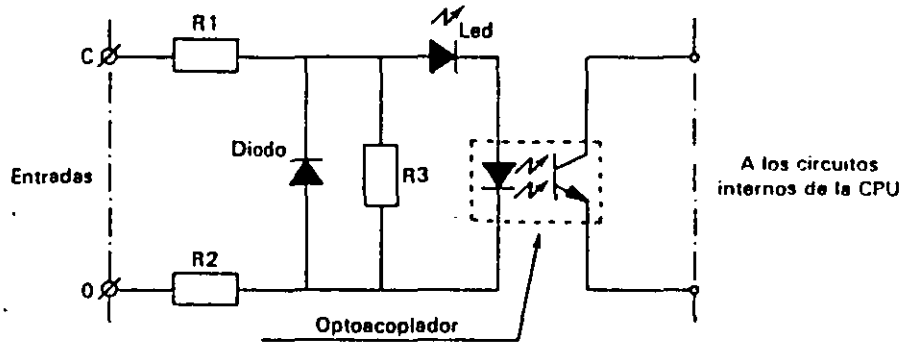 R1
Led
C
Diodo
R3
Entradas
A los circuitos
internos de la CPU
R2
0
Optoacoplador